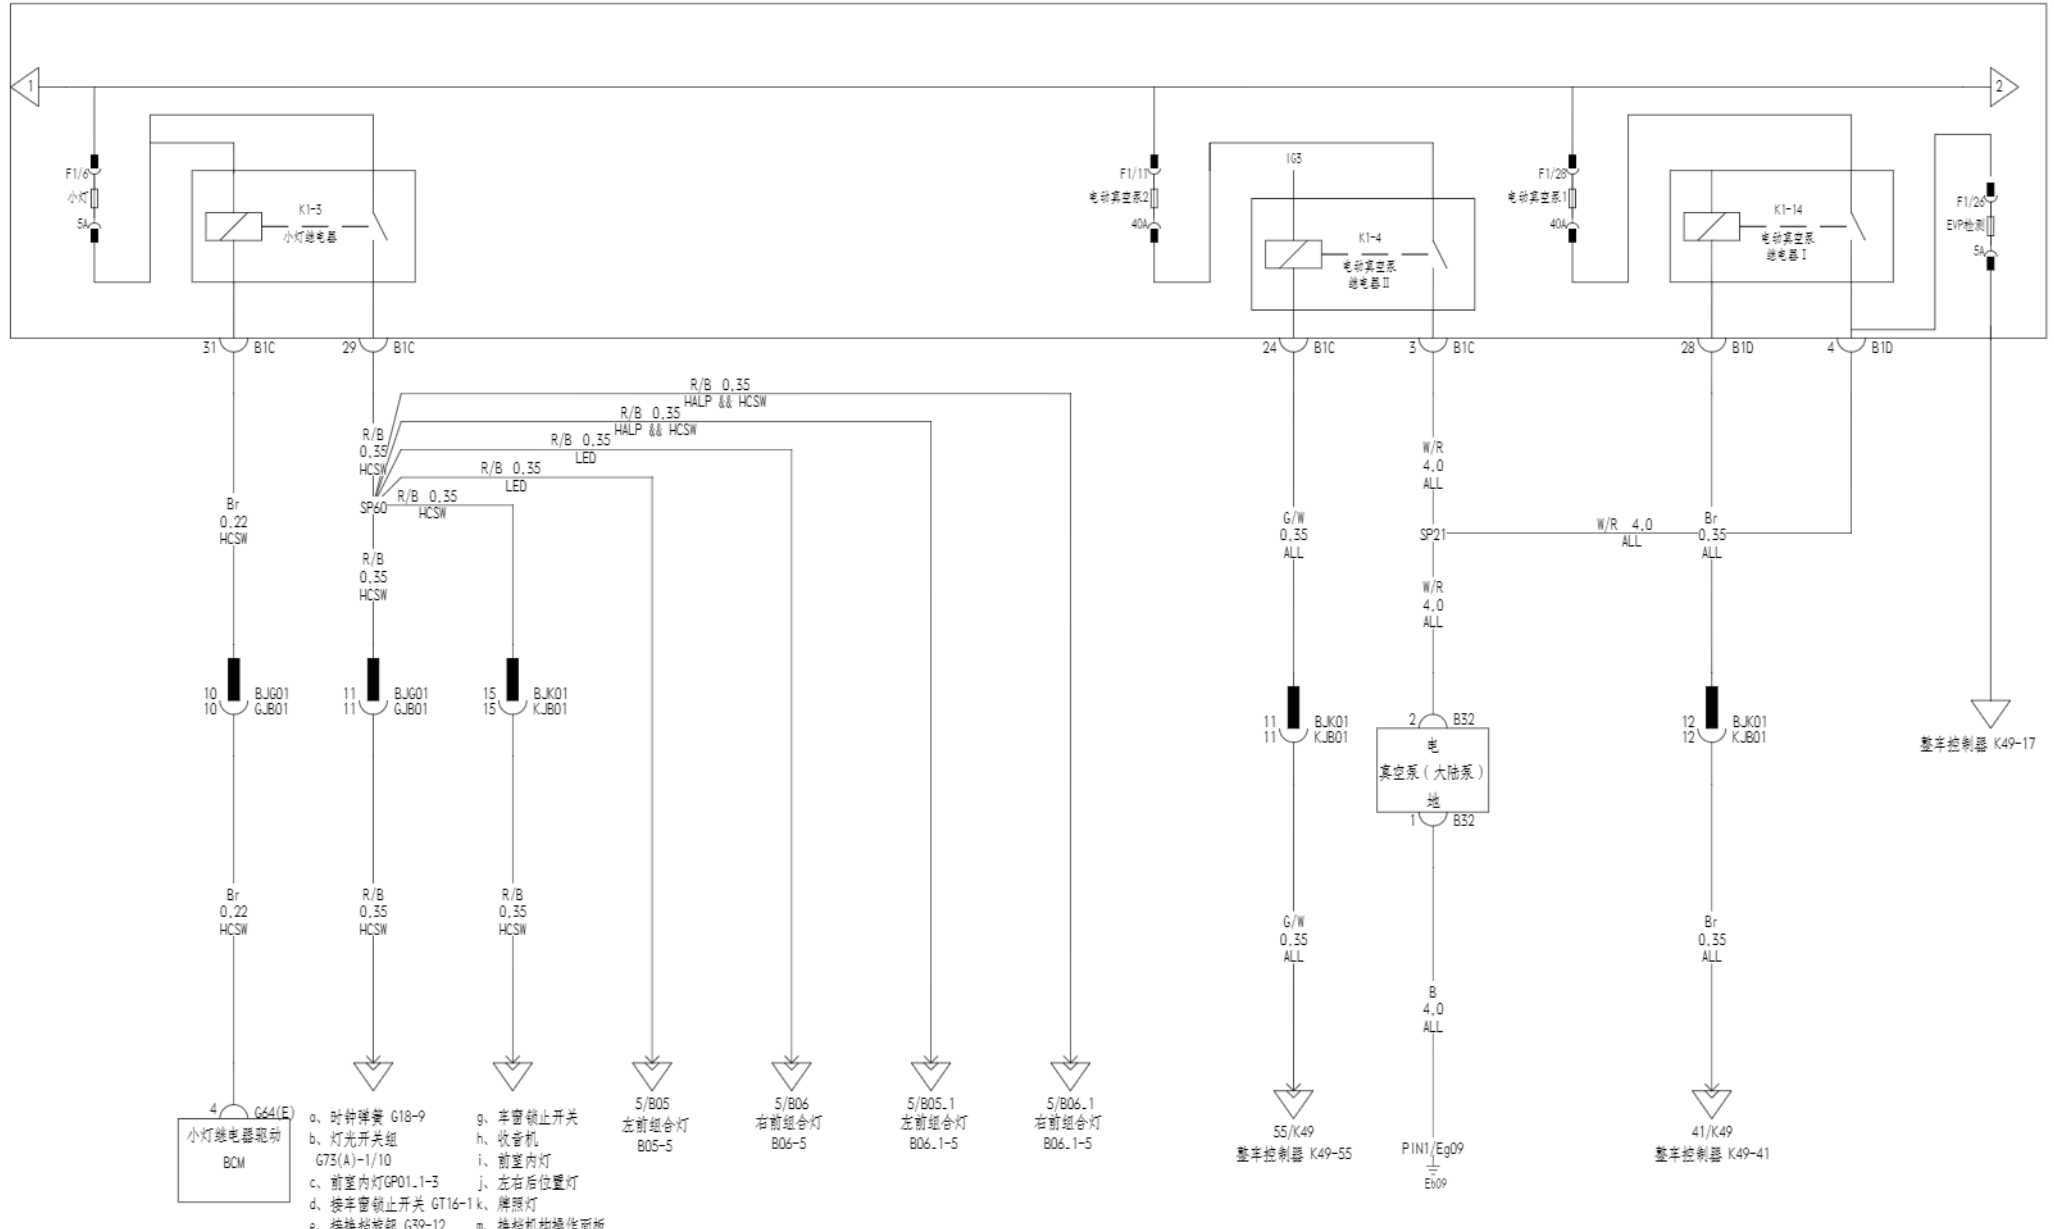 1
2
F1/6
小灯
5A
K1-3
小灯继电器
F1/11
电动真空泵2
40A
IG3
K1-4
电动真空泵
继电器Ⅱ
F1/28
电动真空泵1
40A
K1-14
电动真空泵
继电器Ⅰ
F1/26
EVP检测
5A
31 B1C
29 B1C
24 B1C
3 B1C
28 B1D
4 B1D
R/B 0.35
HALP && HCSW
R/B 0.35
HALP && HCSW
R/B 0.35
LED
R/B 0.35
LED
R/B 0.35
HCSW
R/B
0.35
HCSW
SP60
Br
0.22
HCSW
R/B
0.35
HCSW
W/R
4.0
ALL
G/W
0.35
ALL
SP21
W/R 4.0
ALL
Br
0.35
ALL
W/R
4.0
ALL
10 BJG01
10 GJB01
11 BJG01
11 GJB01
15 BJK01
15 KJB01
11 BJK01
11 KJB01
2 B32
电
真空泵(大陆泵)
地
1 B32
12 BJK01
12 KJB01
整车控制器 K49-17
Br
0.22
HCSW
R/B
0.35
HCSW
R/B
0.35
HCSW
G/W
0.35
ALL
B
4.0
ALL
Br
0.35
ALL
4 G64(E)
小灯继电器驱动
BCM
a、时钟弹簧 G18-9
b、灯光开关组
G73(A)-1/10
c、前室内灯GP01_1-3
d、接车窗锁止开关 GT16-1
e、接换挡旋钮 G39-12
g、车窗锁止开关
h、收音机
i、前室内灯
j、左右后位置灯
k、牌照灯
m、换挡机构操作面板
5/B05
左前组合灯
B05-5
5/B06
右前组合灯
B06-5
5/B05_1
左前组合灯
B06_1-5
5/B06_1
右前组合灯
B06_1-5
55/K49
整车控制器 K49-55
PIN1/Eg09
Eb09
41/K49
整车控制器 K49-41